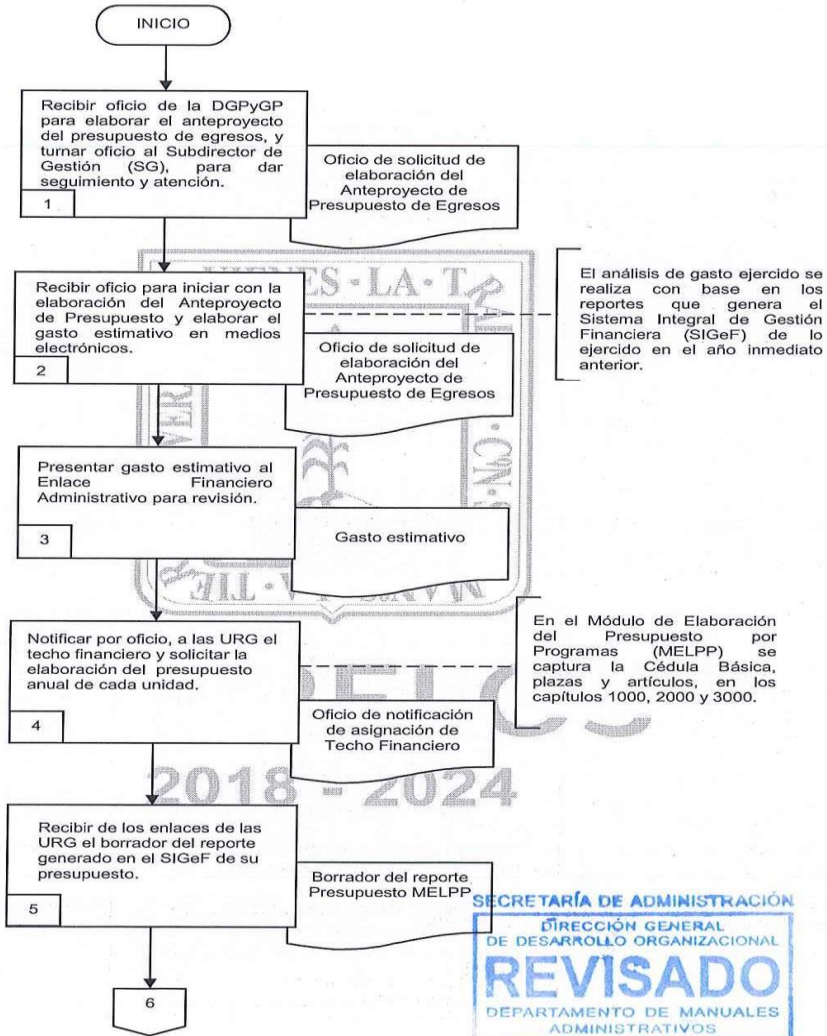 INICIO
Recibir oficio de la DGPyGP
para elaborar el anteproyecto
del presupuesto de egresos, y
turnar oficio al Subdirector de
Gestión (SG), para dar
seguimiento y atención.
1
Oficio de solicitud de
elaboración del
Anteproyecto de
Presupuesto de Egresos
Recibir oficio para iniciar con la
elaboración del Anteproyecto
de Presupuesto y elaborar el
gasto estimativo en medios
electrónicos.
2
Oficio de solicitud de
elaboración del
Anteproyecto de
Presupuesto de Egresos
El análisis de gasto ejercido se
realiza con base en los
reportes que genera el
Sistema Integral de Gestión
Financiera (SIGeF) de lo
ejercido en el año inmediato
anterior.
Presentar gasto estimativo al
Enlace Financiero
Administrativo para revisión.
3
Gasto estimativo
Notificar por oficio, a las URG el
techo financiero y solicitar la
elaboración del presupuesto
anual de cada unidad.
4
Oficio de notificación
de asignación de
Techo Financiero
En el Módulo de Elaboración
del Presupuesto por
Programas (MELPP) se
captura la Cédula Básica,
plazas y artículos, en los
capítulos 1000, 2000 y 3000.
2018 - 2024
Recibir de los enlaces de las
URG el borrador del reporte
generado en el SIGeF de su
presupuesto.
5
Borrador del reporte
Presupuesto MELPP
6
SECRETARÍA DE ADMINISTRACIÓN
DIRECCIÓN GENERAL
DE DESARROLLO ORGANIZACIONAL
REVISADO
DEPARTAMENTO DE MANUALES
ADMINISTRATIVOS